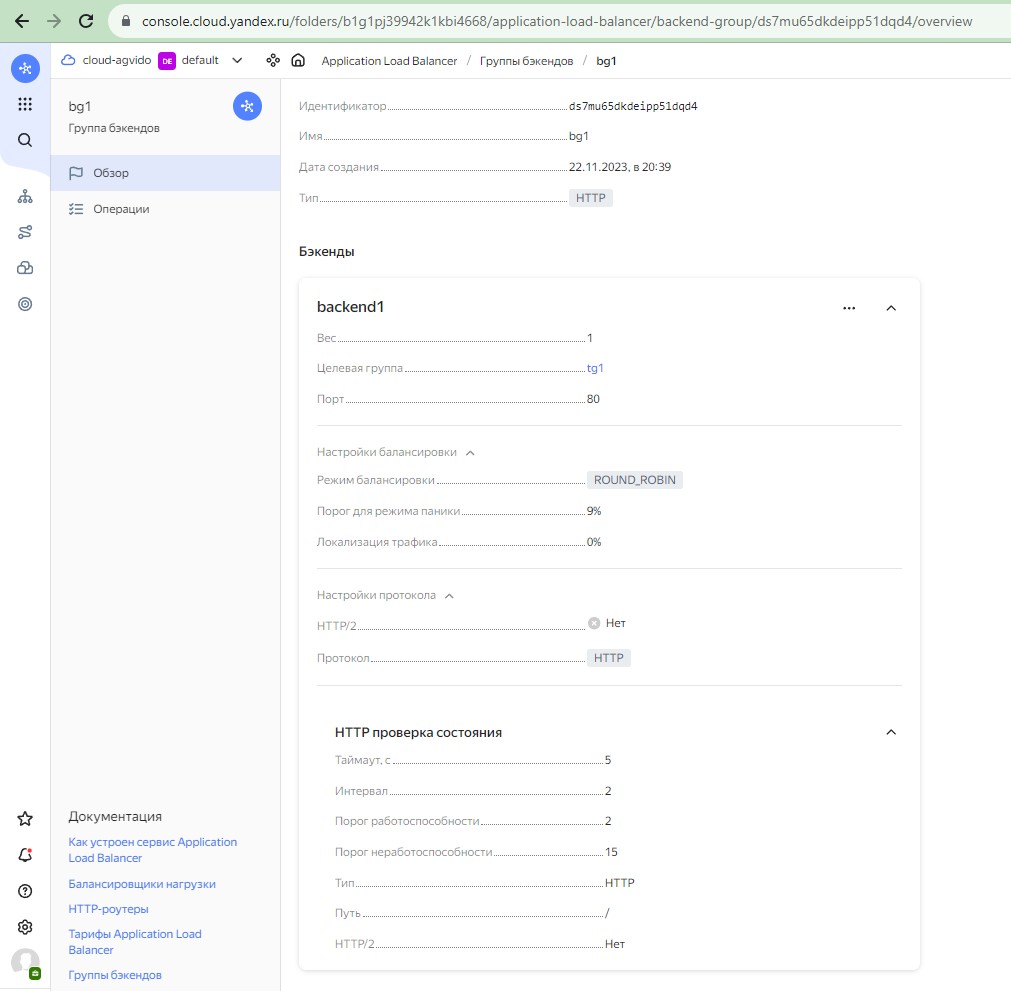 console.cloud.yandex.ru/folders/b1g1pj39942k1kbi4668/application-load-balancer/backend-group/ds7mu65dkdeipp51dqd4/overview
cloud-agvido DE default Application Load Balancer / Группы бэкендов / bg1
bg1
Группа бэкендов
Обзор
Операции
Документация
Как устроен сервис Application
Load Balancer
Балансировщики нагрузки
HTTP-роутеры
Тарифы Application Load
Balancer
Группы бэкендов
Идентификатор ds7mu65dkdeipp51dqd4
Имя bg1
Дата создания 22.11.2023, в 20:39
Тип HTTP
Бэкенды
backend1
Вес 1
Целевая группа tg1
Порт 80
Настройки балансировки
Режим балансировки ROUND_ROBIN
Порог для режима паники 9%
Локализация трафика 0%
Настройки протокола
HTTP/2 Нет
Протокол HTTP
HTTP проверка состояния
Таймаут, с 5
Интервал 2
Порог работоспособности 2
Порог неработоспособности 15
Тип HTTP
Путь /
HTTP/2 Нет